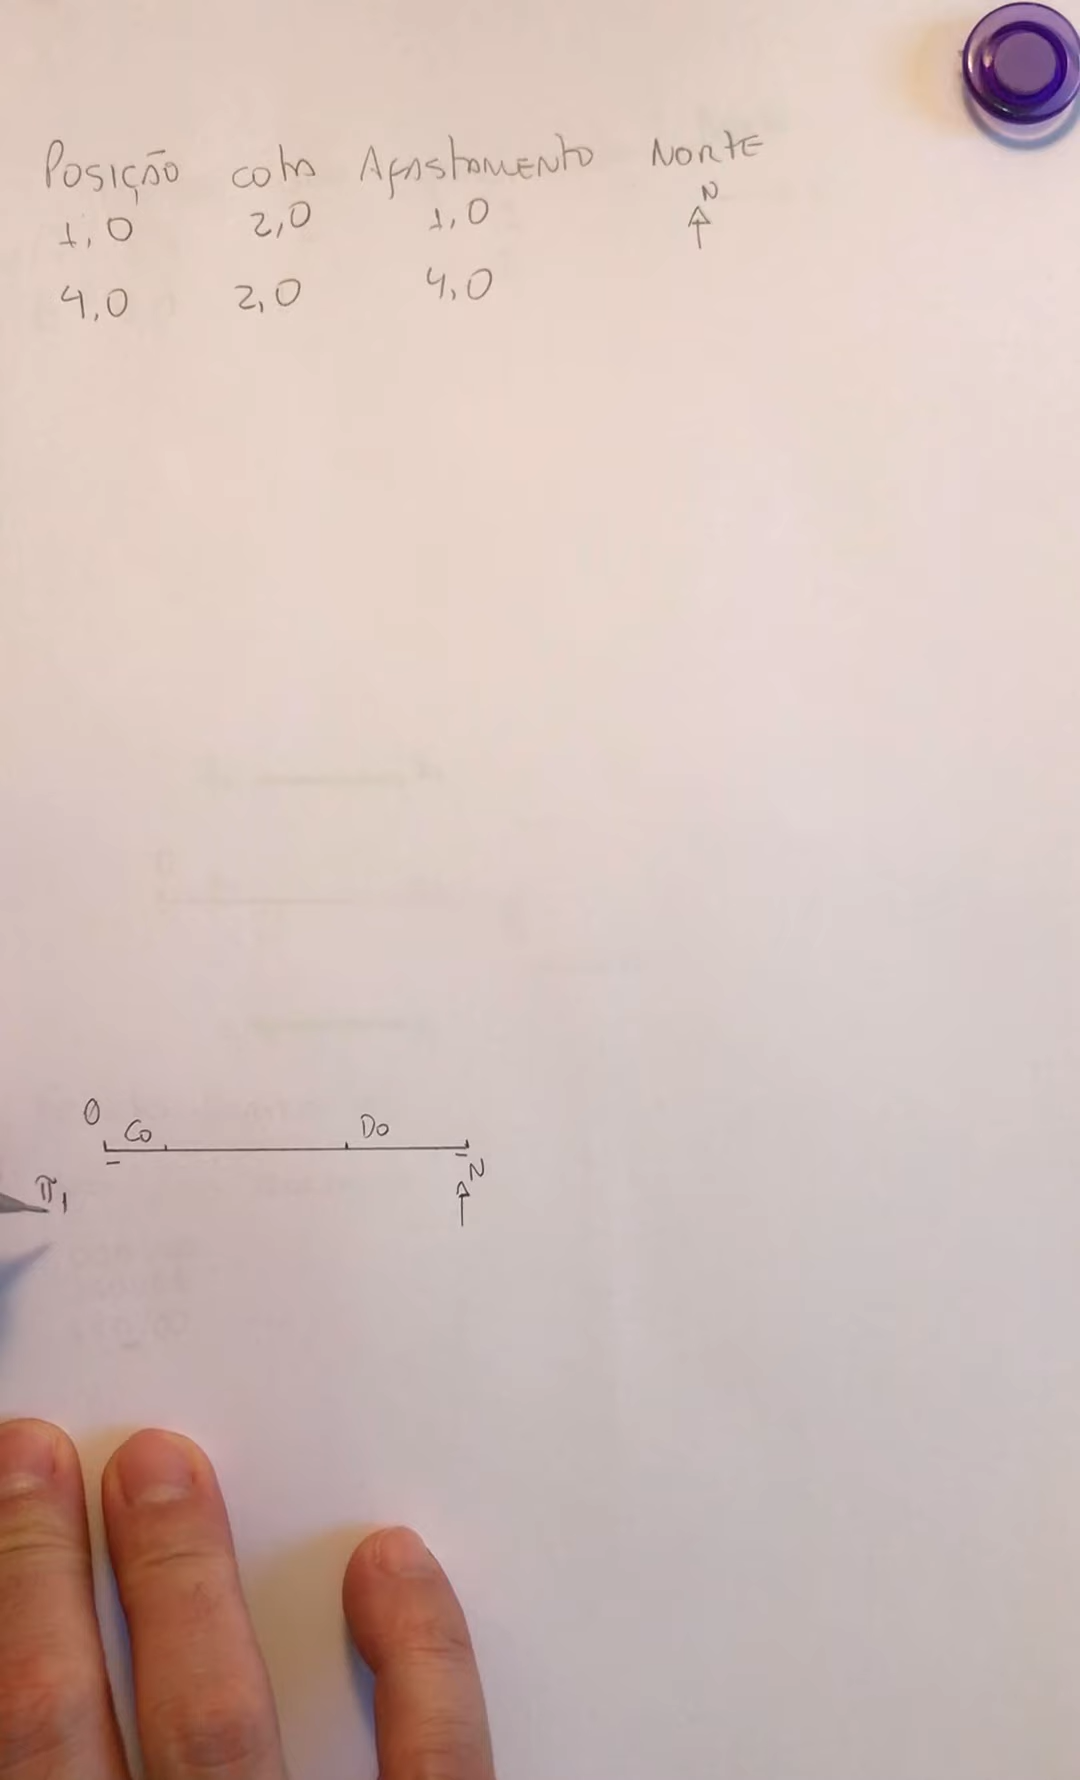 Posição cota Afastamento Norte
1,0 2,0 1,0 N
4,0 2,0 4,0
0 Co Do
N
π1